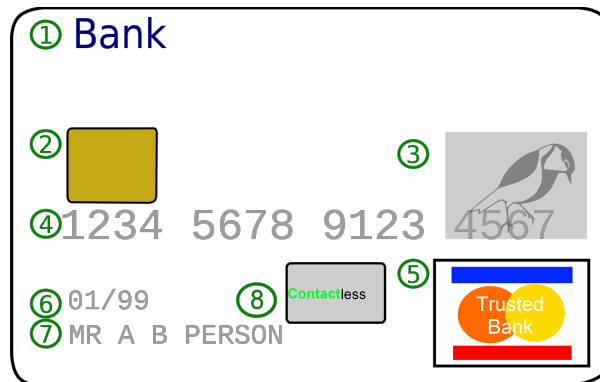 ① Bank
②
③
④ 1234 5678 9123 4567
⑤
Trusted
Bank
⑥ 01/99
⑧ Contactless
⑦ MR A B PERSON